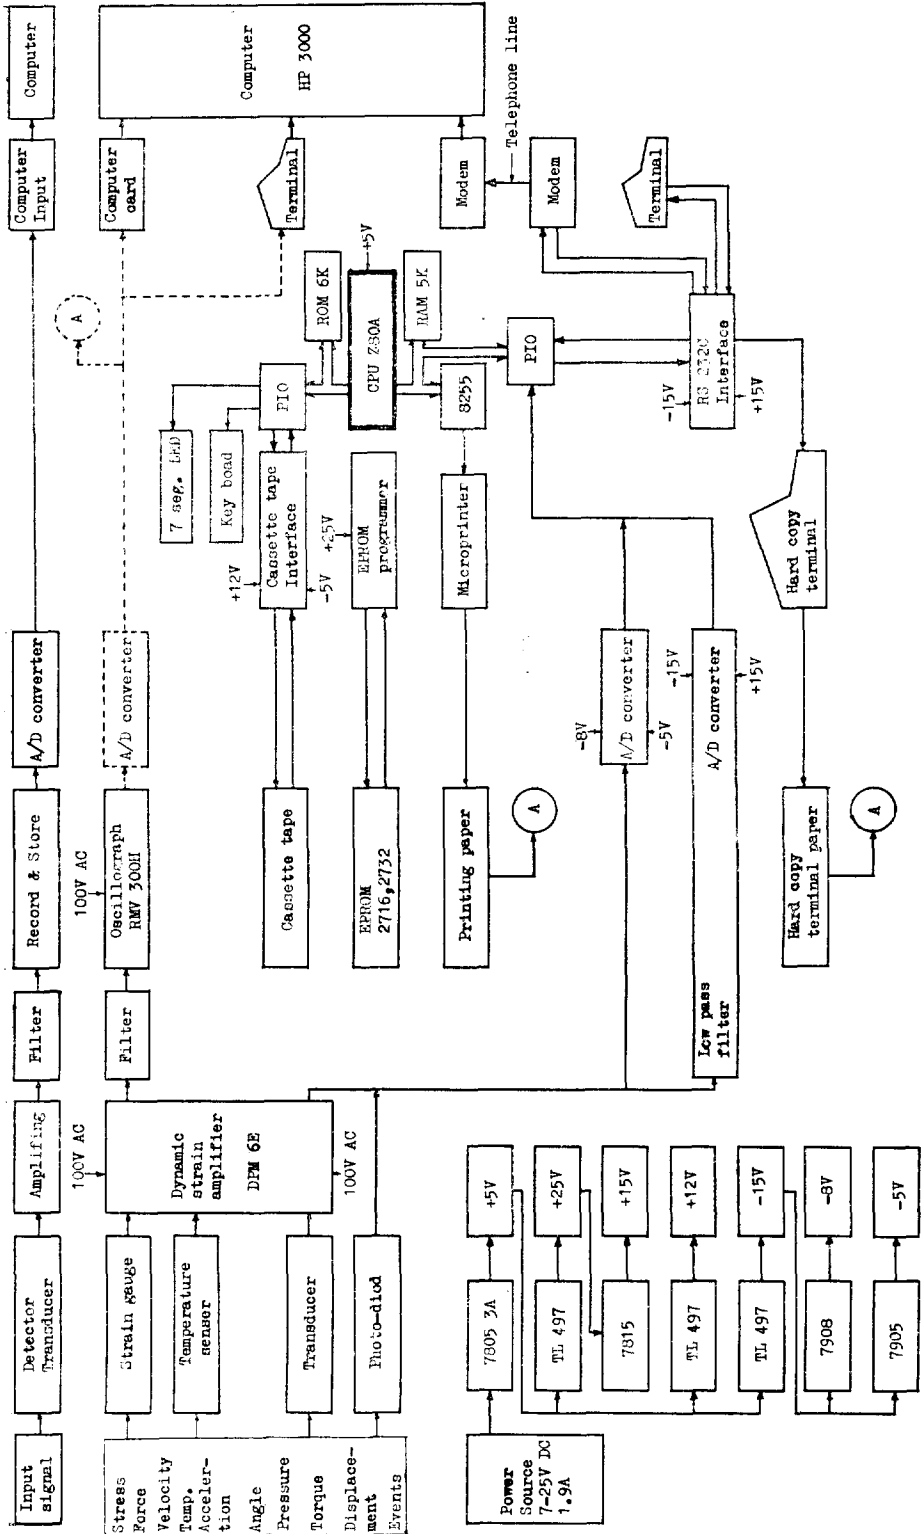 Input
signal
Detector
Transducer
Amplifing
Filter
Record & Store
A/D converter
Computer
Input
Computer
Stress
Force
Velocity
Temp.
Acceler-
tion
Angle
Pressure
Torque
Displace-
ment
Events
Strain gauge
Temperature
senser
Transducer
Photo-diod
100V AC
Dynamic
strain
amplifier
DPM 6E
100V AC
Filter
100V AC
Oscillograph
RMV 300H
A/D converter
A
Computer
card
Terminal
Computer
HP 3000
Modem
Telephone line
Modem
Terminal
7 seg. LED
Key boad
PIO
ROM 6K
+5V
CPU Z80A
RAM 5K
8255
PIO
+12V
Cassette tape
Interface
-5V
Cassette tape
+25V
EPROM
programmer
EPROM
2716,2732
Microprinter
Printing paper
A
-8V
A/D converter
-5V
Low pass
filter
-15V
A/D converter
+15V
-15V
RS 232C
Interface
+15V
Hard copy
terminal
Hard copy
terminal paper
A
Power
Source
7-25V DC
1.9A
7805 3A
+5V
TL 497
+25V
7815
+15V
TL 497
+12V
TL 497
-15V
7908
-8V
7905
-5V